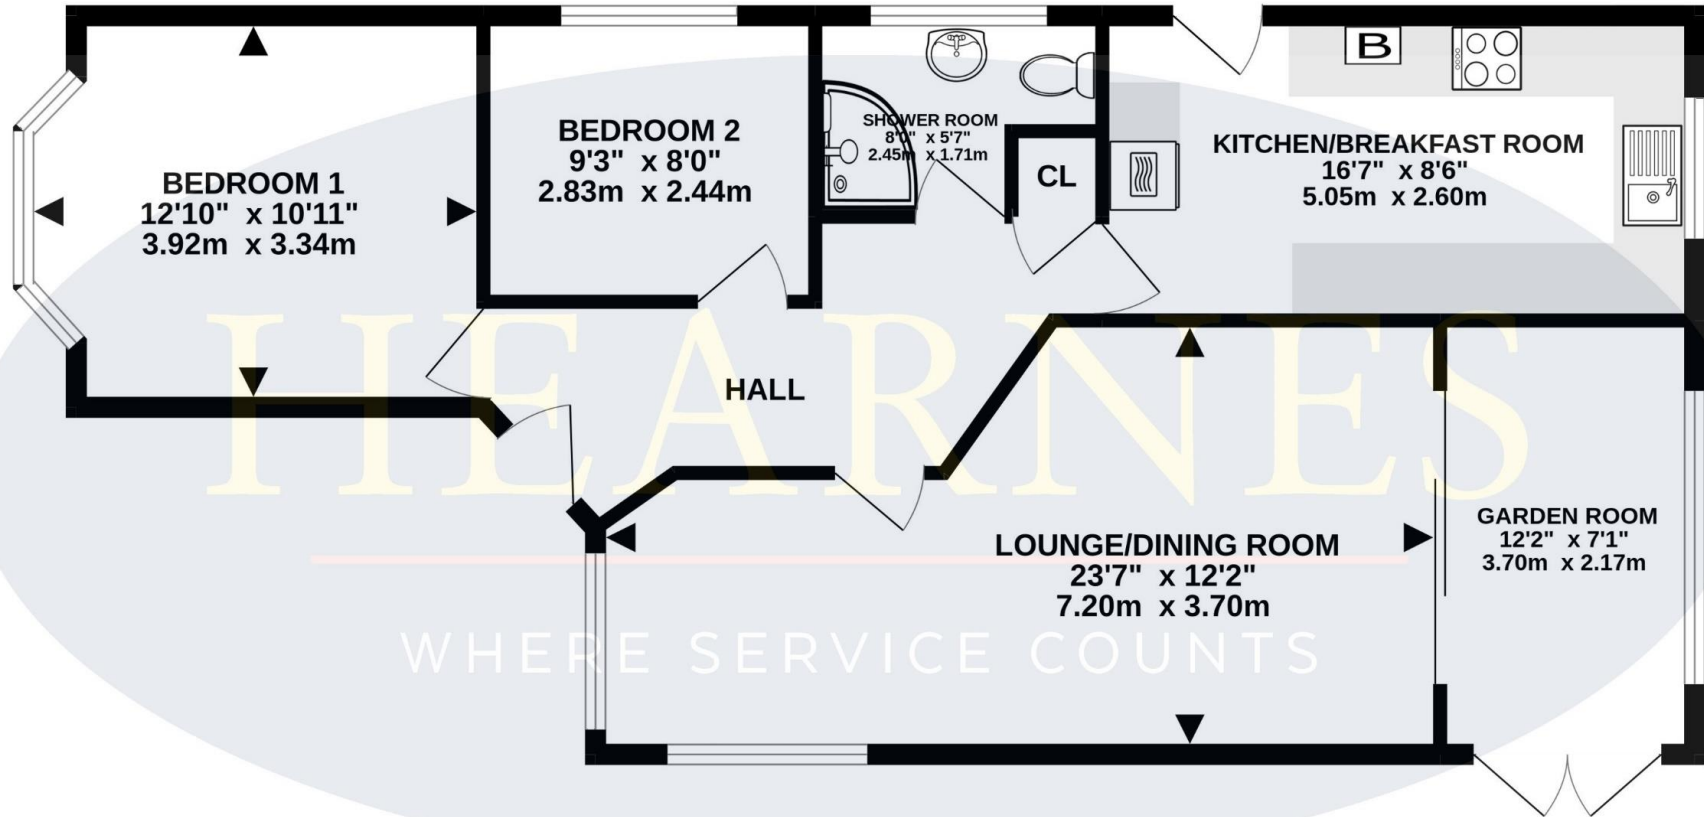 BEDROOM 1
12'10" x 10'11"
3.92m x 3.34m
BEDROOM 2
9'3" x 8'0"
2.83m x 2.44m
SHOWER ROOM
8'0" x 5'7"
2.45m x 1.71m
CL
B
KITCHEN/BREAKFAST ROOM
16'7" x 8'6"
5.05m x 2.60m
HALL
HEARNES
LOUNGE/DINING ROOM
23'7" x 12'2"
7.20m x 3.70m
GARDEN ROOM
12'2" x 7'1"
3.70m x 2.17m
WHERE SERVICE COUNTS